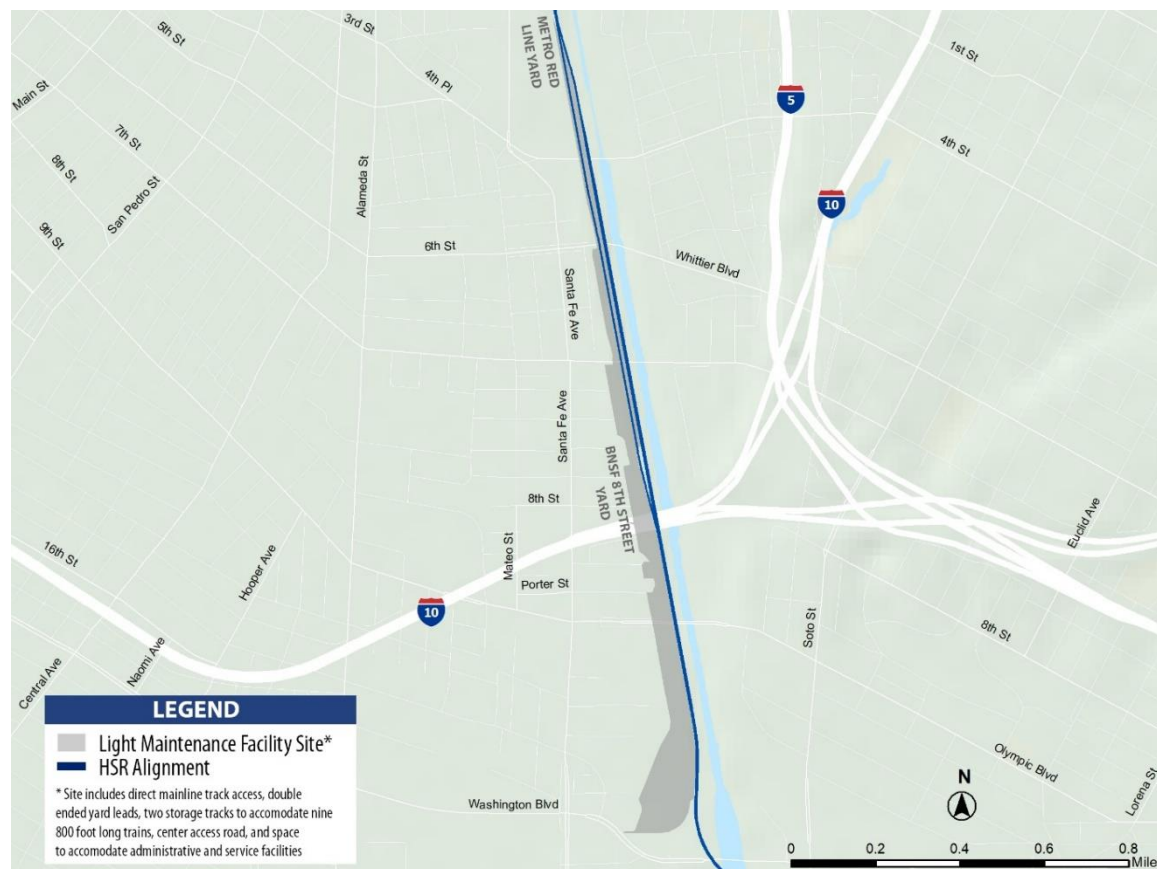 METRO RED
LINE YARD
3rd St
5th St
4th Pl
1st St
5
Main St
7th St
4th St
8th St
Alameda St
San Pedro St
10
9th St
6th St
Whittier Blvd
Santa Fe Ave
Santa Fe Ave
BNSF 8TH STREET
YARD
8th St
Euclid Ave
16th St
Hooper Ave
Mateo St
Porter St
10
Soto St
8th St
Naomi Ave
Central Ave
LEGEND
Light Maintenance Facility Site*
HSR Alignment
* Site includes direct mainline track access, double
ended yard leads, two storage tracks to accomodate nine
800 foot long trains, center access road, and space
to accomodate administrative and service facilities
Washington Blvd
Olympic Blvd
Lorena St
N
0 0.2 0.4 0.6 0.8
Mile